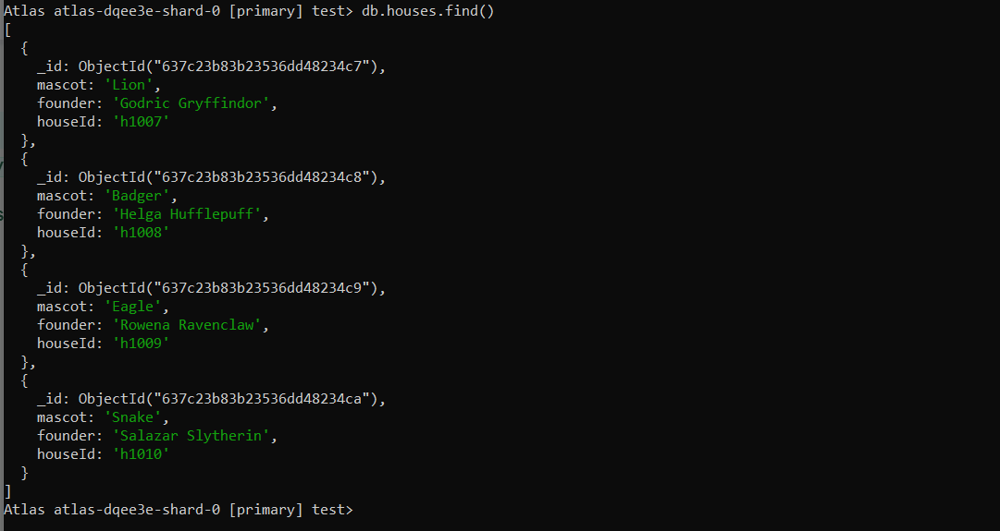 Atlas atlas-dqee3e-shard-0 [primary] test> db.houses.find()
[
  {
    _id: ObjectId("637c23b83b23536dd48234c7"),
    mascot: 'Lion',
    founder: 'Godric Gryffindor',
    houseId: 'h1007'
  },
  {
    _id: ObjectId("637c23b83b23536dd48234c8"),
    mascot: 'Badger',
    founder: 'Helga Hufflepuff',
    houseId: 'h1008'
  },
  {
    _id: ObjectId("637c23b83b23536dd48234c9"),
    mascot: 'Eagle',
    founder: 'Rowena Ravenclaw',
    houseId: 'h1009'
  },
  {
    _id: ObjectId("637c23b83b23536dd48234ca"),
    mascot: 'Snake',
    founder: 'Salazar Slytherin',
    houseId: 'h1010'
  }
]
Atlas atlas-dqee3e-shard-0 [primary] test>